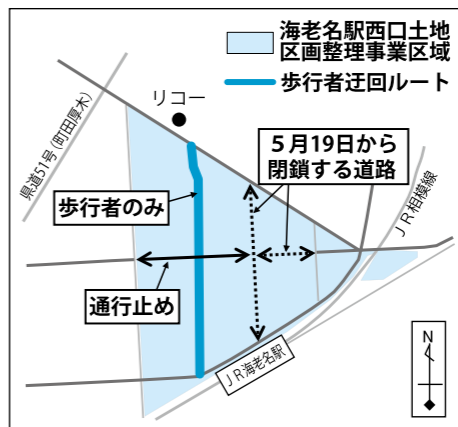 海老名駅西口土地
区画整理事業区域
歩行者迂回ルート
リコー
県道51号(町田厚木)
5月19日から
閉鎖する道路
JR相模線
歩行者のみ
通行止め
JR海老名駅
N